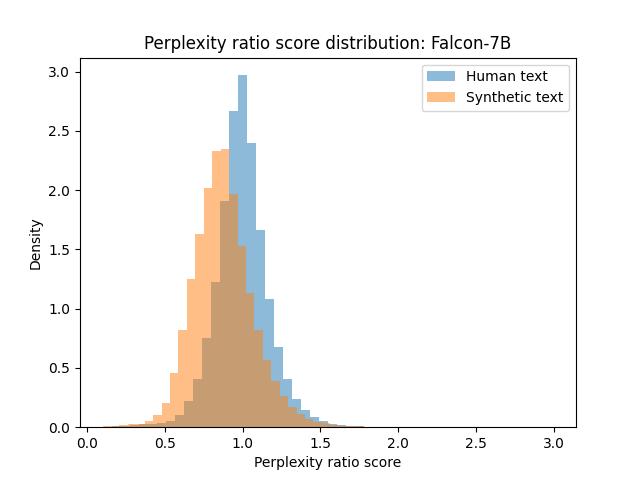 Perplexity ratio score distribution: Falcon-7B
Human text
Synthetic text
3.0
2.5
2.0
1.5
1.0
0.5
0.0
Density
0.0 0.5 1.0 1.5 2.0 2.5 3.0
Perplexity ratio score